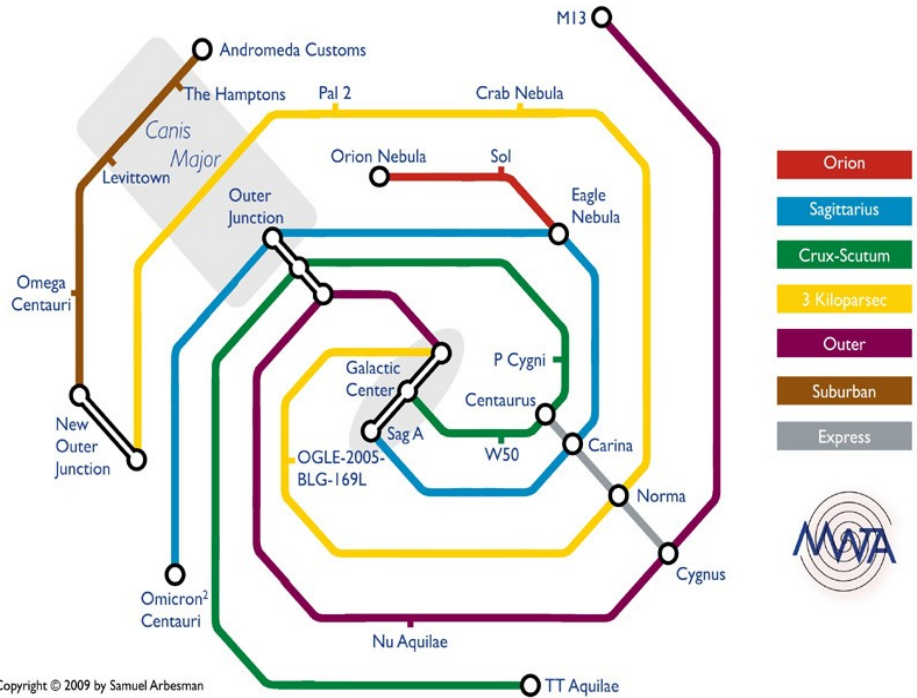 M13
Andromeda Customs
The Hamptons
Pal 2
Crab Nebula
Canis
Major
Orion Nebula
Sol
Orion
Levittown
Outer
Junction
Eagle
Nebula
Sagittarius
Crux-Scutum
Omega
Centauri
3 Kiloparsec
Outer
Galactic
Center
P Cygni
Suburban
Centaurus
New
Outer
Junction
Sag A
W50
Carina
Express
OGLE-2005-
BLG-169L
Norma
MWTA
Cygnus
Omicron²
Centauri
Nu Aquilae
TT Aquilae
Copyright © 2009 by Samuel Arbesman